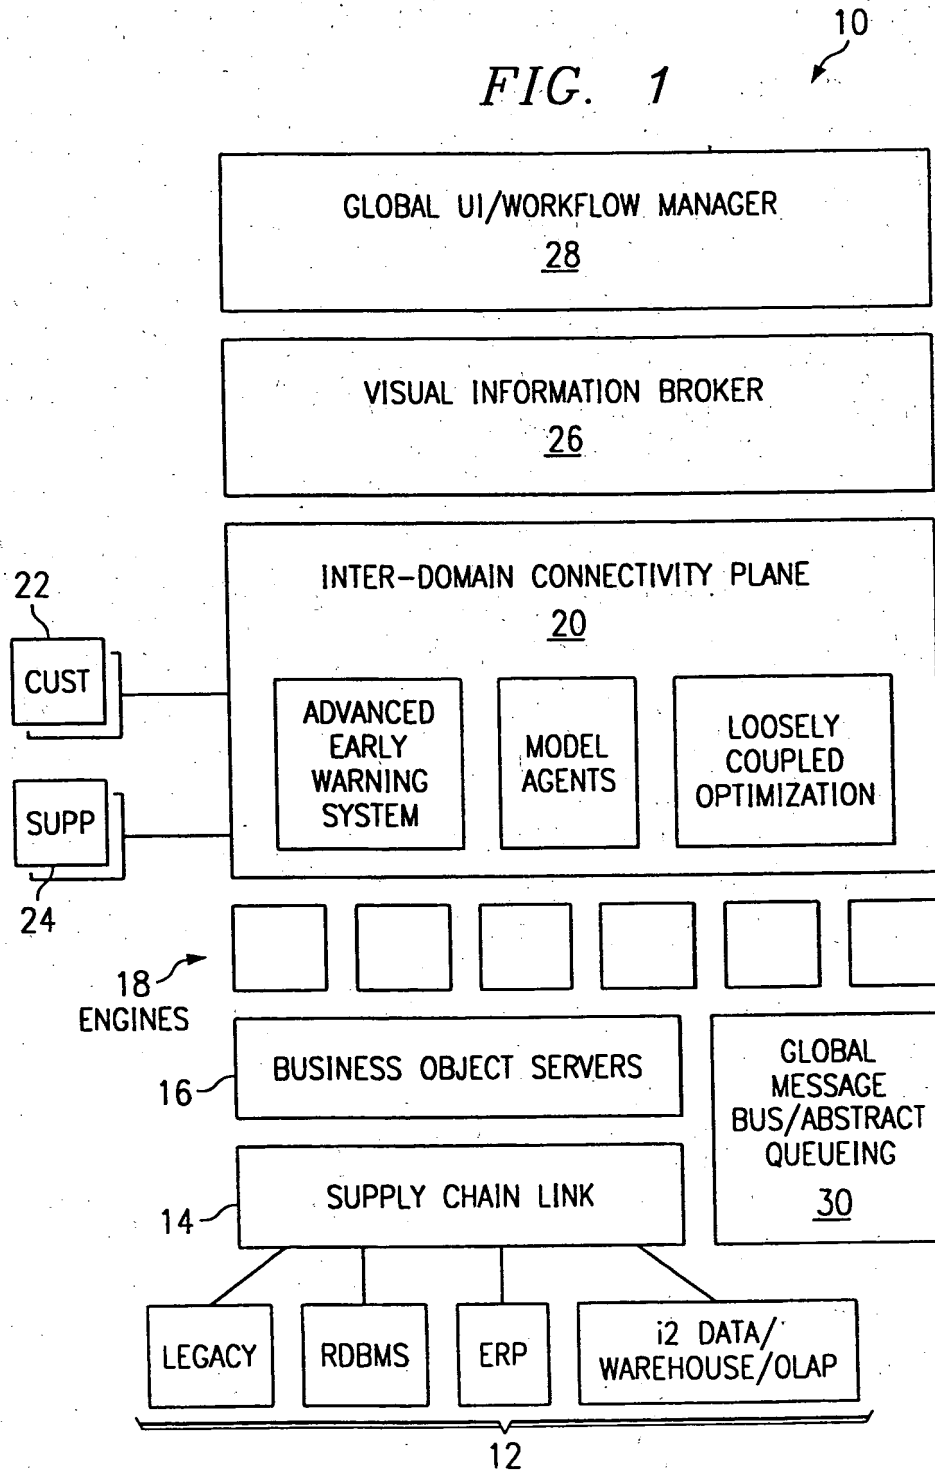 10
FIG. 1
GLOBAL UI/WORKFLOW MANAGER
28
VISUAL INFORMATION BROKER
26
INTER-DOMAIN CONNECTIVITY PLANE
20
22
CUST
SUPP
24
ADVANCED
EARLY
WARNING
SYSTEM
MODEL
AGENTS
LOOSELY
COUPLED
OPTIMIZATION
18
ENGINES
16
BUSINESS OBJECT SERVERS
GLOBAL
MESSAGE
BUS/ABSTRACT
QUEUEING
30
14
SUPPLY CHAIN LINK
LEGACY
RDBMS
ERP
i2 DATA/
WAREHOUSE/OLAP
12